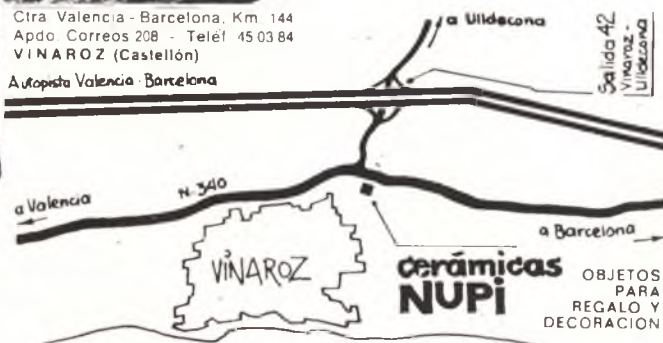 Ctra Valencia - Barcelona, Km. 144
Apdo. Correos 208 - Teléf 45 03 84
VINAROZ (Castellón)
Autopista Valencia-Barcelona
a Ulldecona
Salida 42
Vinaroz-
Ulldecona
a Valencia
N-340
a Barcelona
VINAROZ
cerámicas
NUPI
OBJETOS
PARA
REGALO Y
DECORACION